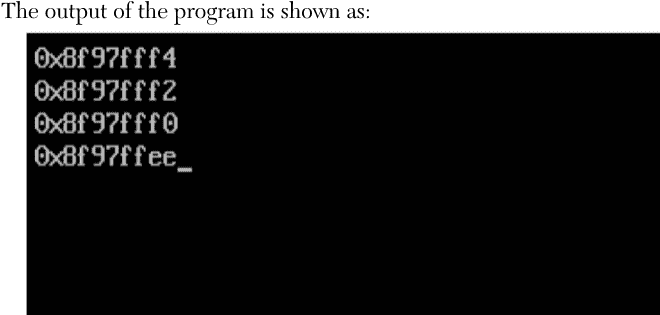 The output of the program is shown as:
0x8f97fff4
0x8f97fff2
0x8f97fff0
0x8f97ffee_